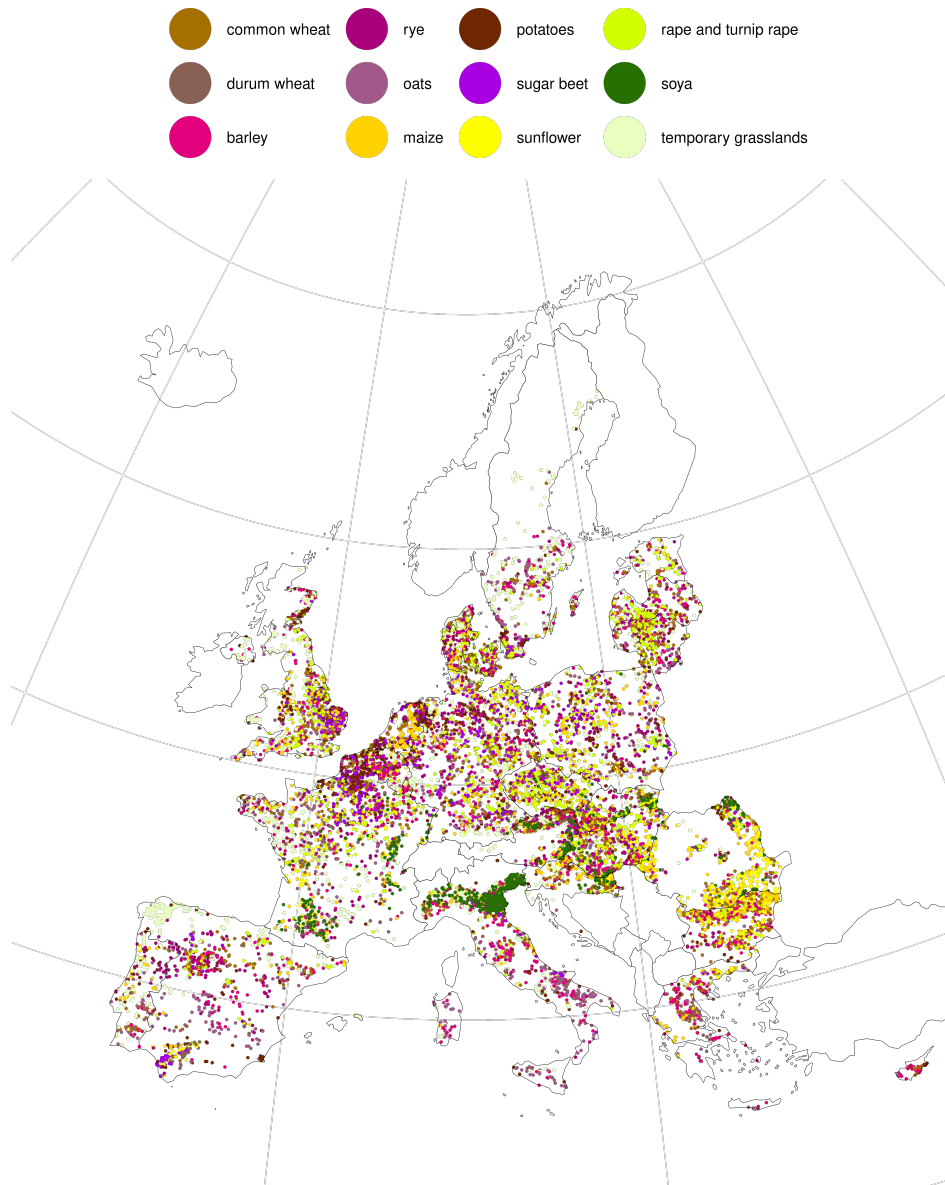 common wheat rye potatoes rape and turnip rape
durum wheat oats sugar beet soya
barley maize sunflower temporary grasslands